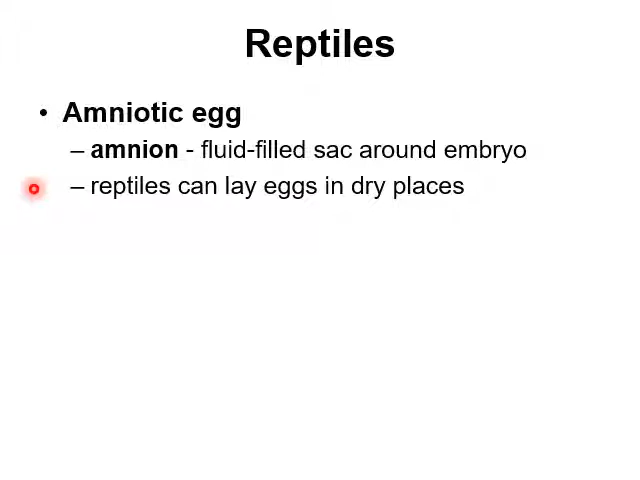 Reptiles
• Amniotic egg
– amnion - fluid-filled sac around embryo
– reptiles can lay eggs in dry places